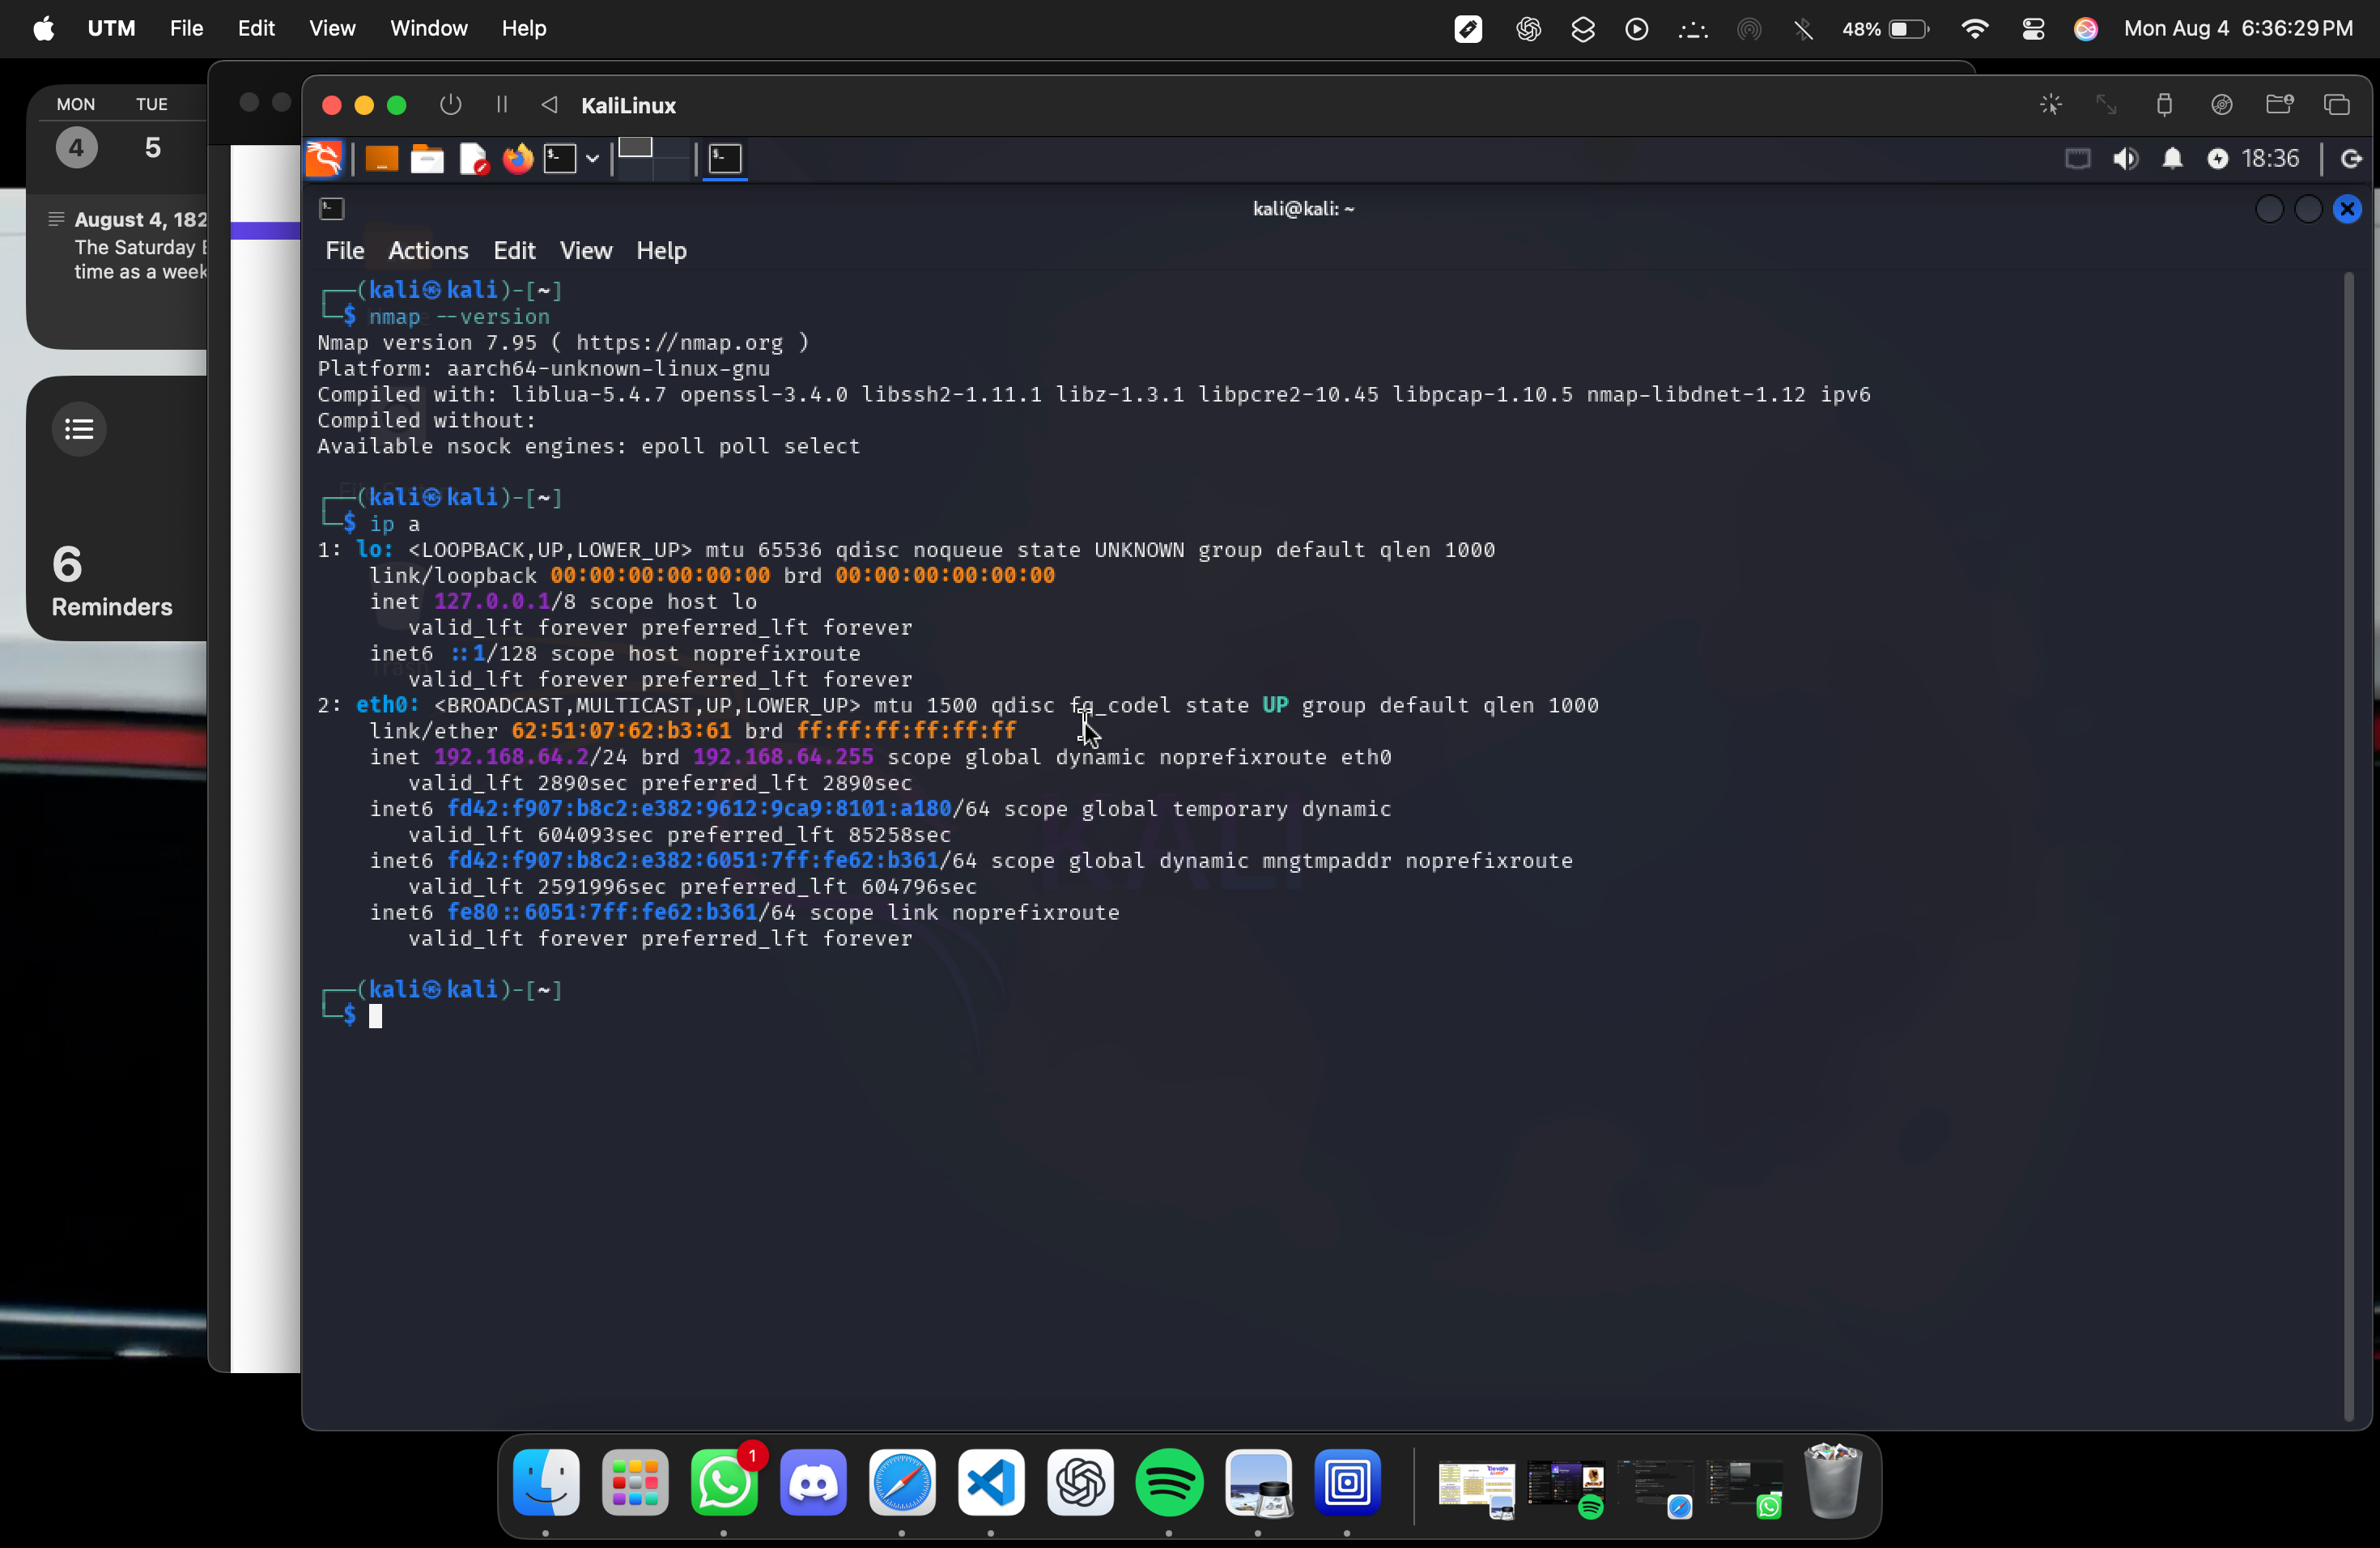 UTM File Edit View Window Help 48% Mon Aug 4 6:36:29 PM
MON TUE
4 5
August 4, 182
The Saturday
time as a week
6
Reminders
KaliLinux
18:36
kali@kali: ~
File Actions Edit View Help
┌──(kali㉿kali)-[~]
└─$ nmap --version
Nmap version 7.95 ( https://nmap.org )
Platform: aarch64-unknown-linux-gnu
Compiled with: liblua-5.4.7 openssl-3.4.0 libssh2-1.11.1 libz-1.3.1 libpcre2-10.45 libpcap-1.10.5 nmap-libdnet-1.12 ipv6
Compiled without:
Available nsock engines: epoll poll select
┌──(kali㉿kali)-[~]
└─$ ip a
1: lo: <LOOPBACK,UP,LOWER_UP> mtu 65536 qdisc noqueue state UNKNOWN group default qlen 1000
link/loopback 00:00:00:00:00:00 brd 00:00:00:00:00:00
inet 127.0.0.1/8 scope host lo
valid_lft forever preferred_lft forever
inet6 ::1/128 scope host noprefixroute
valid_lft forever preferred_lft forever
2: eth0: <BROADCAST,MULTICAST,UP,LOWER_UP> mtu 1500 qdisc fq_codel state UP group default qlen 1000
link/ether 62:51:07:62:b3:61 brd ff:ff:ff:ff:ff:ff
inet 192.168.64.2/24 brd 192.168.64.255 scope global dynamic noprefixroute eth0
valid_lft 2890sec preferred_lft 2890sec
inet6 fd42:f907:b8c2:e382:9612:9ca9:8101:a180/64 scope global temporary dynamic
valid_lft 604093sec preferred_lft 85258sec
inet6 fd42:f907:b8c2:e382:6051:7ff:fe62:b361/64 scope global dynamic mngtmpaddr noprefixroute
valid_lft 2591996sec preferred_lft 604796sec
inet6 fe80::6051:7ff:fe62:b361/64 scope link noprefixroute
valid_lft forever preferred_lft forever
┌──(kali㉿kali)-[~]
└─$
KALI
1